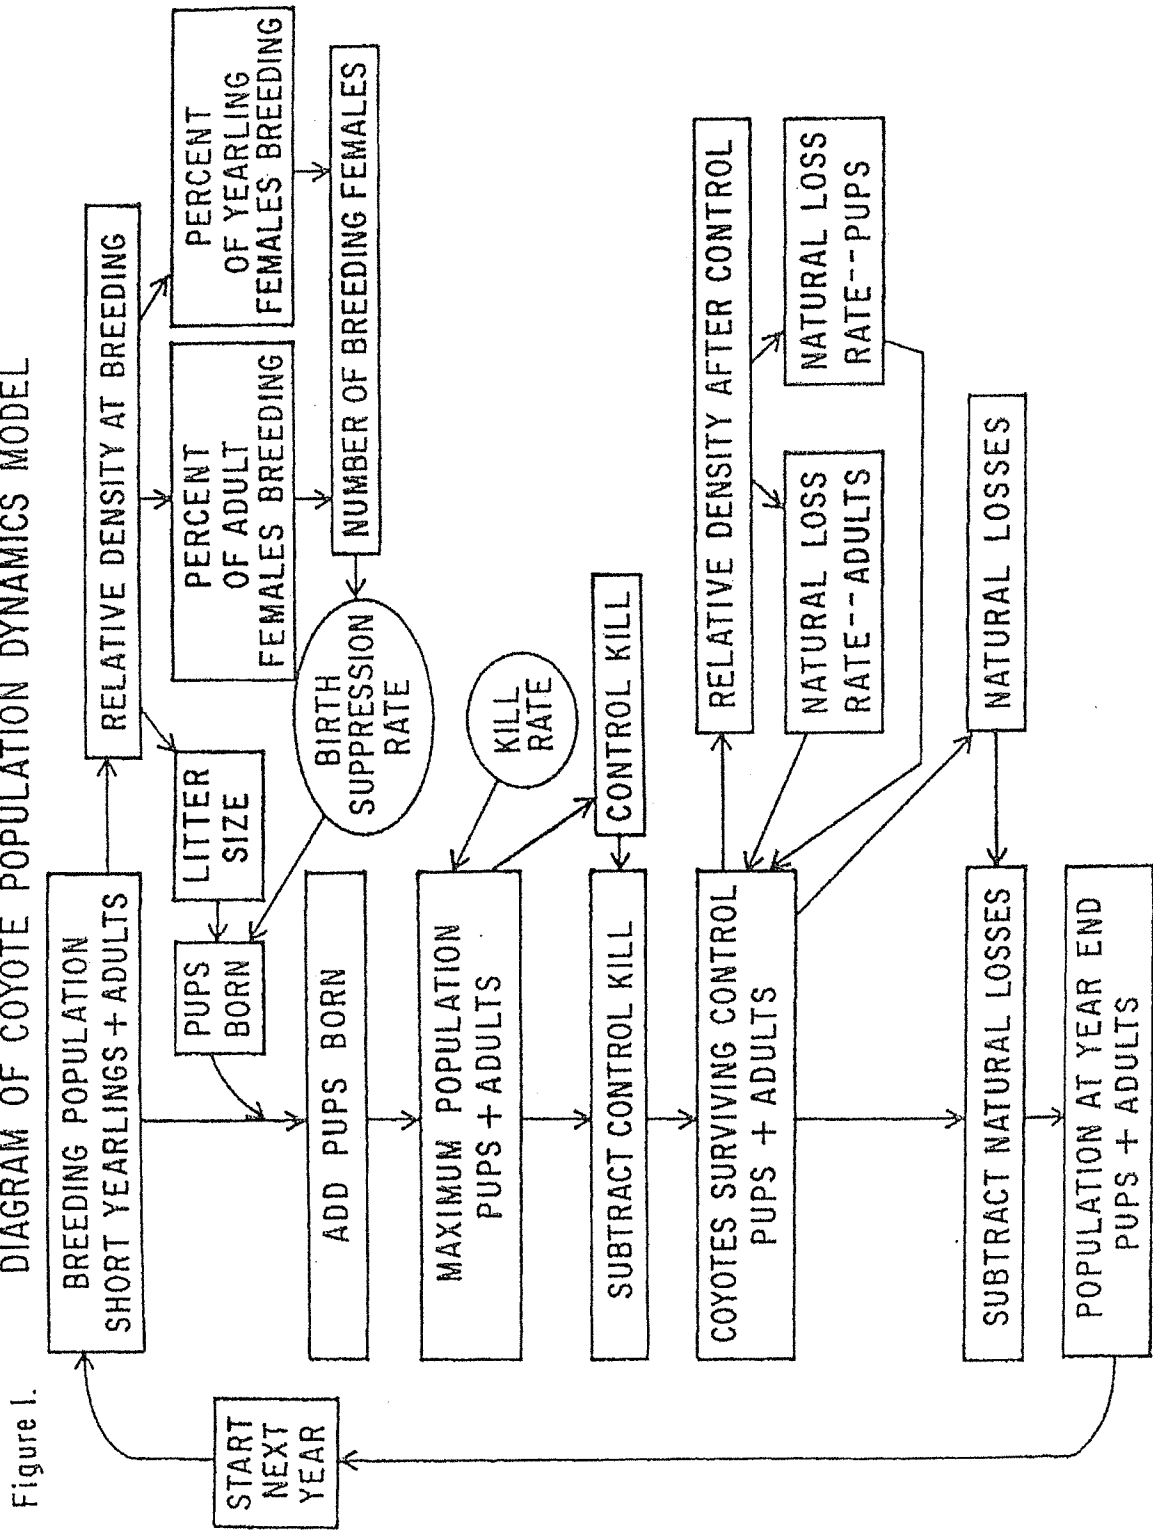 Figure 1.
DIAGRAM OF COYOTE POPULATION DYNAMICS MODEL
BREEDING POPULATION
SHORT YEARLINGS + ADULTS
RELATIVE DENSITY AT BREEDING
LITTER
SIZE
PERCENT
OF ADULT
FEMALES BREEDING
PERCENT
OF YEARLING
FEMALES BREEDING
START
NEXT
YEAR
PUPS
BORN
NUMBER OF BREEDING FEMALES
BIRTH
SUPPRESSION
RATE
ADD PUPS BORN
MAXIMUM POPULATION
PUPS + ADULTS
KILL
RATE
SUBTRACT CONTROL KILL
CONTROL KILL
COYOTES SURVIVING CONTROL
PUPS + ADULTS
RELATIVE DENSITY AFTER CONTROL
NATURAL LOSS
RATE--ADULTS
NATURAL LOSS
RATE--PUPS
SUBTRACT NATURAL LOSSES
NATURAL LOSSES
POPULATION AT YEAR END
PUPS + ADULTS